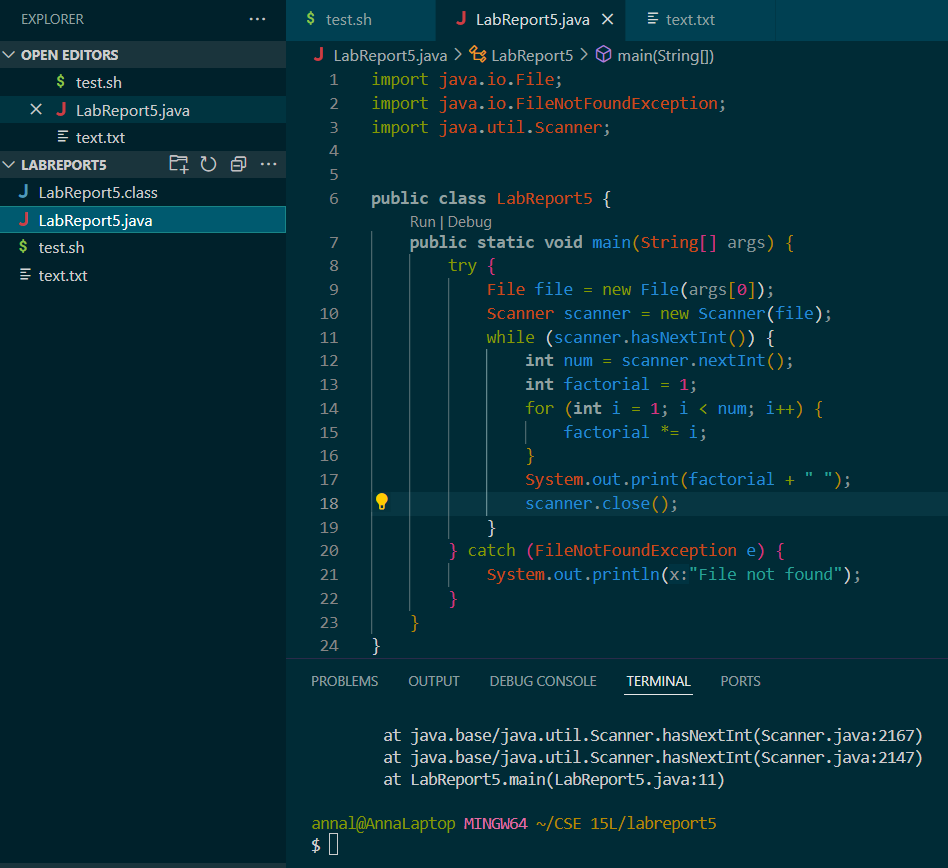 EXPLORER ...
OPEN EDITORS
$ test.sh
X J LabReport5.java
text.txt
LABREPORT5 ...
J LabReport5.class
J LabReport5.java
$ test.sh
text.txt
$ test.sh J LabReport5.java X text.txt
J LabReport5.java > LabReport5 > main(String[])
1 import java.io.File;
2 import java.io.FileNotFoundException;
3 import java.util.Scanner;
4
5
6 public class LabReport5 {
Run | Debug
7 public static void main(String[] args) {
8 try {
9 File file = new File(args[0]);
10 Scanner scanner = new Scanner(file);
11 while (scanner.hasNextInt()) {
12 int num = scanner.nextInt();
13 int factorial = 1;
14 for (int i = 1; i < num; i++) {
15 factorial *= i;
16 }
17 System.out.print(factorial + " ");
18 scanner.close();
19 }
20 } catch (FileNotFoundException e) {
21 System.out.println(x:"File not found");
22 }
23 }
24 }
PROBLEMS OUTPUT DEBUG CONSOLE TERMINAL PORTS
at java.base/java.util.Scanner.hasNextInt(Scanner.java:2167)
at java.base/java.util.Scanner.hasNextInt(Scanner.java:2147)
at LabReport5.main(LabReport5.java:11)
annal@AnnaLaptop MINGW64 ~/CSE 15L/labreport5
$